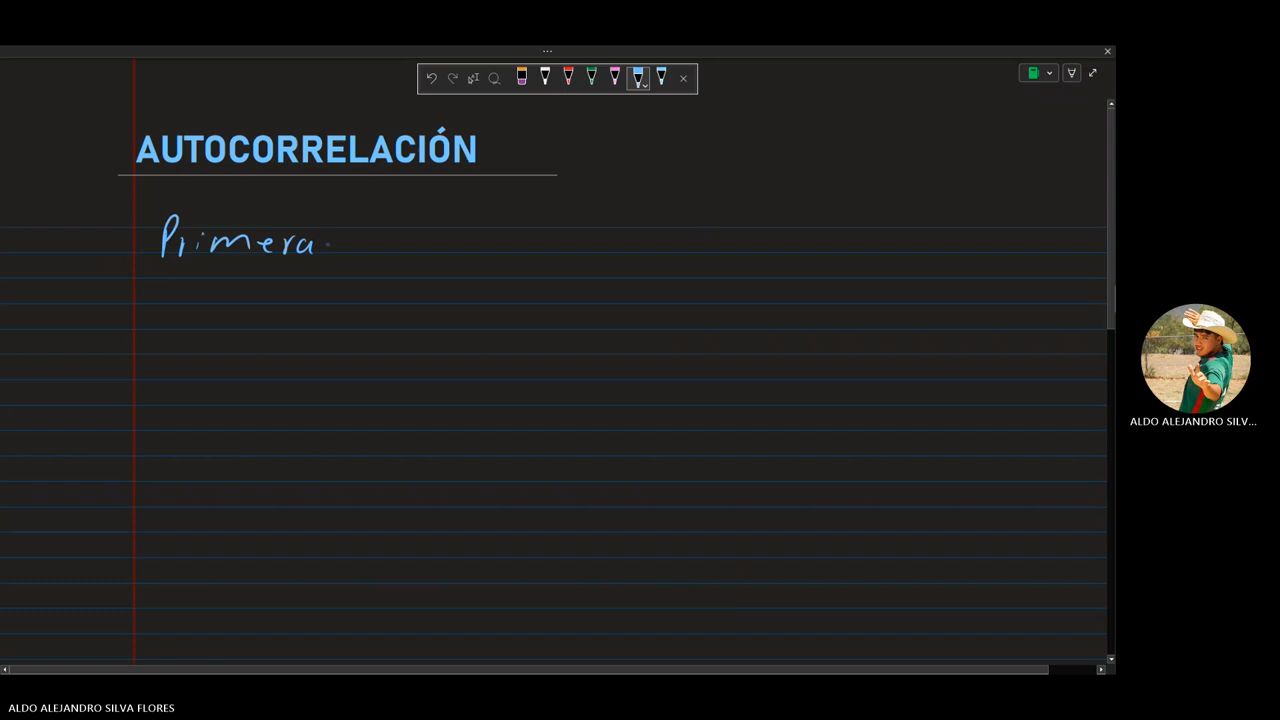 AUTOCORRELACIÓN
Primera
ALDO ALEJANDRO SILV...
ALDO ALEJANDRO SILVA FLORES